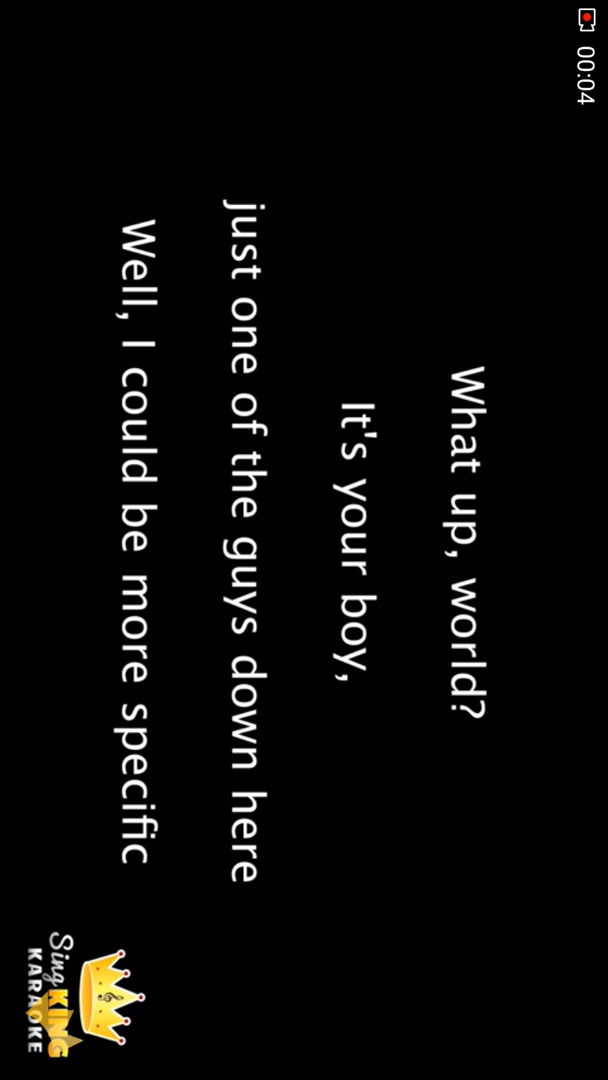 00:04
What up, world?
It's your boy,
just one of the guys down here
Well, I could be more specific
Sing KING
KARAOKE